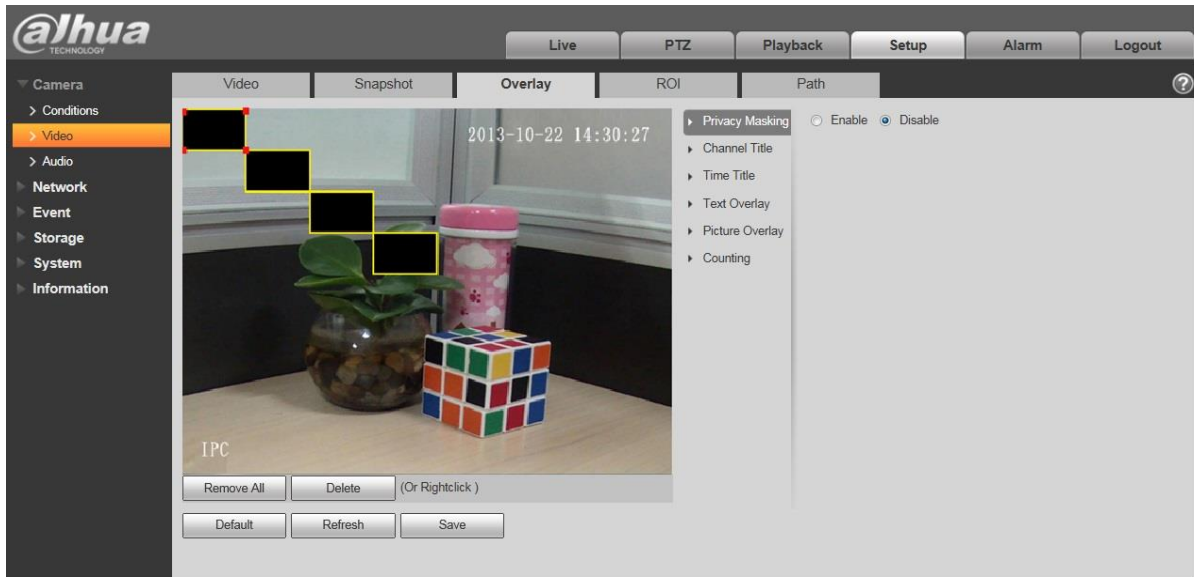 alhua
TECHNOLOGY
Live PTZ Playback Setup Alarm Logout
Camera
Conditions
Video
Audio
Network
Event
Storage
System
Information
Video Snapshot Overlay ROI Path
?
2013-10-22 14:30:27
IPC
Privacy Masking
Channel Title
Time Title
Text Overlay
Picture Overlay
Counting
Enable Disable
Remove All Delete (Or Rightclick )
Default Refresh Save